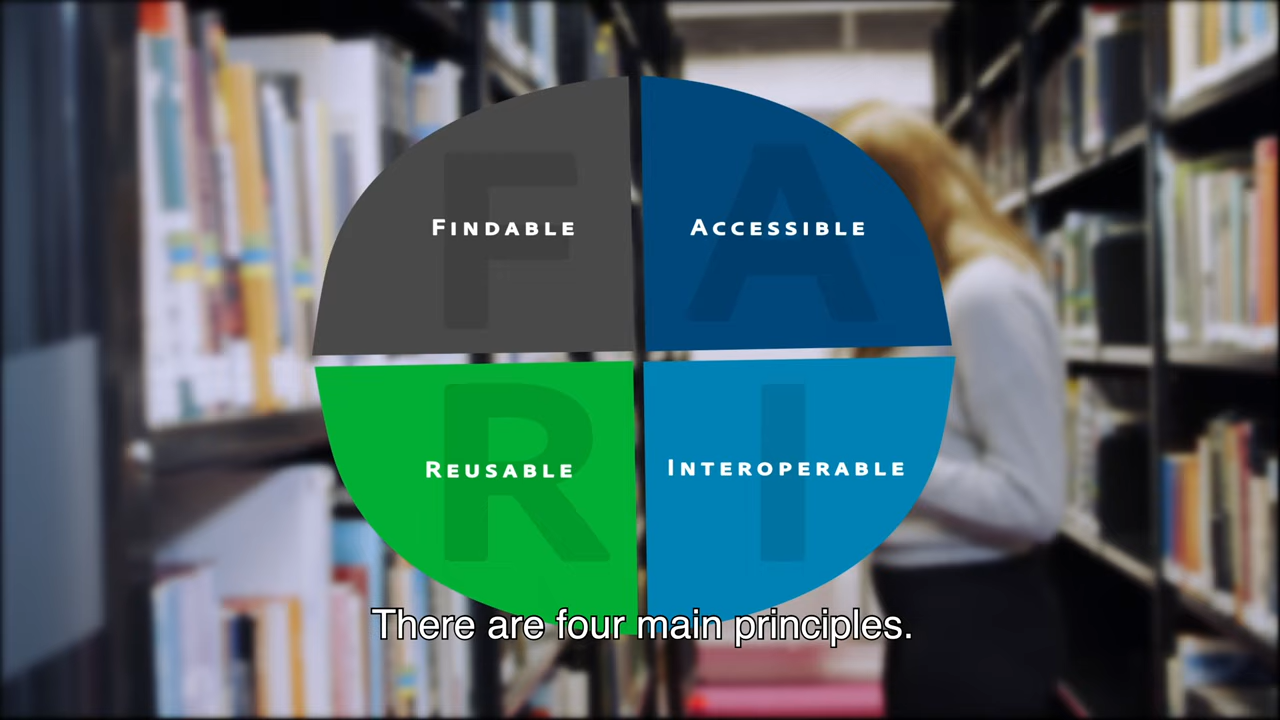 F
FINDABLE
A
ACCESSIBLE
R
REUSABLE
I
INTEROPERABLE
There are four main principles.